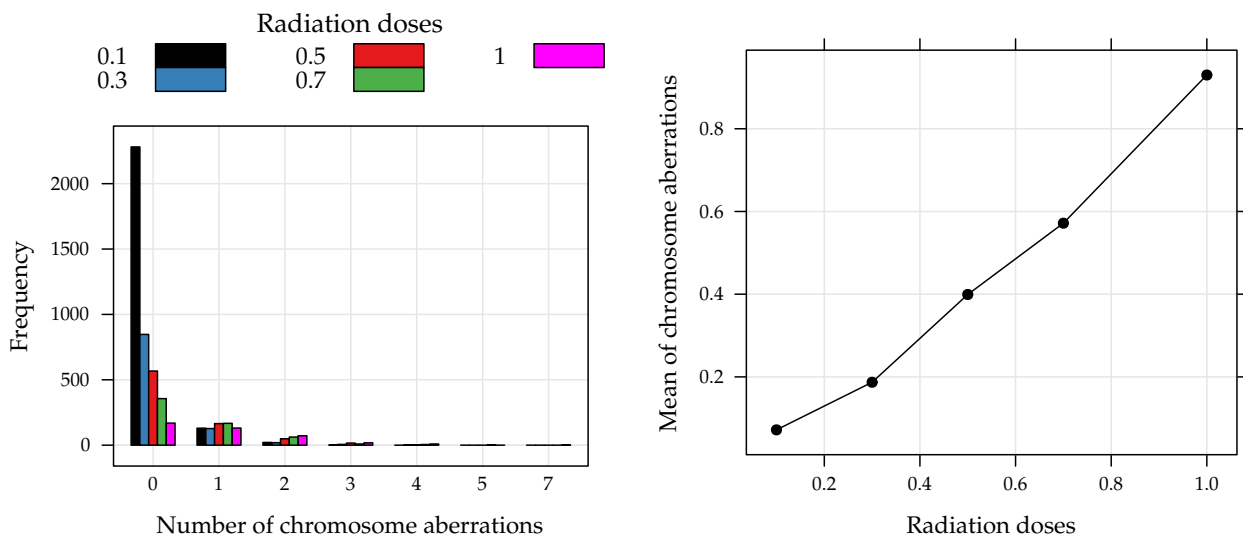 Radiation doses
0.1 0.5 1
0.3 0.7
Frequency
2000
1500
1000
500
0
0 1 2 3 4 5 7
Number of chromosome aberrations
Mean of chromosome aberrations
0.8
0.6
0.4
0.2
0.2 0.4 0.6 0.8 1.0
Radiation doses